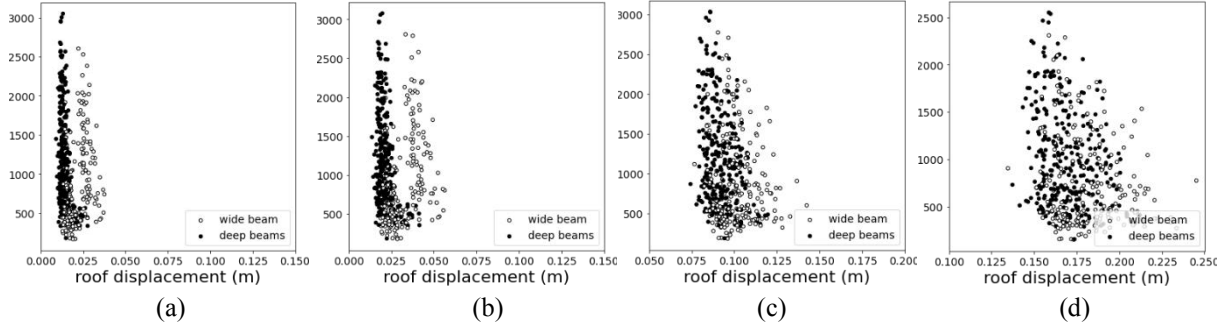 3000
2500
2000
1500
1000
500
wide beam
deep beams
0.000 0.025 0.050 0.075 0.100 0.125 0.150
roof displacement (m)
(a)
3000
2500
2000
1500
1000
500
wide beam
deep beams
0.000 0.025 0.050 0.075 0.100 0.125 0.150
roof displacement (m)
(b)
3000
2500
2000
1500
1000
500
wide beam
deep beams
0.050 0.075 0.100 0.125 0.150 0.175 0.200
roof displacement (m)
(c)
2500
2000
1500
1000
500
wide beam
deep beams
0.100 0.125 0.150 0.175 0.200 0.225 0.250
roof displacement (m)
(d)